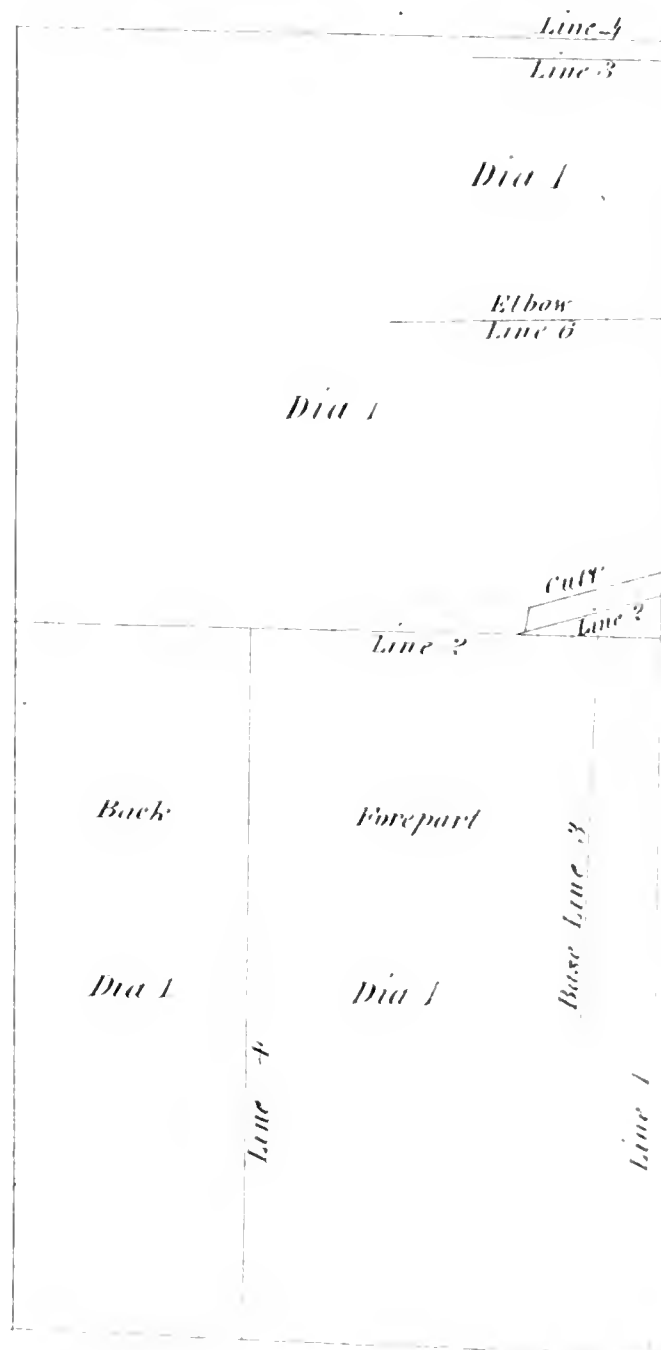 Line 4
Line 3
Dia 1
Elbow
Line 6
Dia 1
Cuff
Line 2
Line 2
Back
Forepart
Base Line 3
Dia 1
Dia 1
Line 4
Line 1